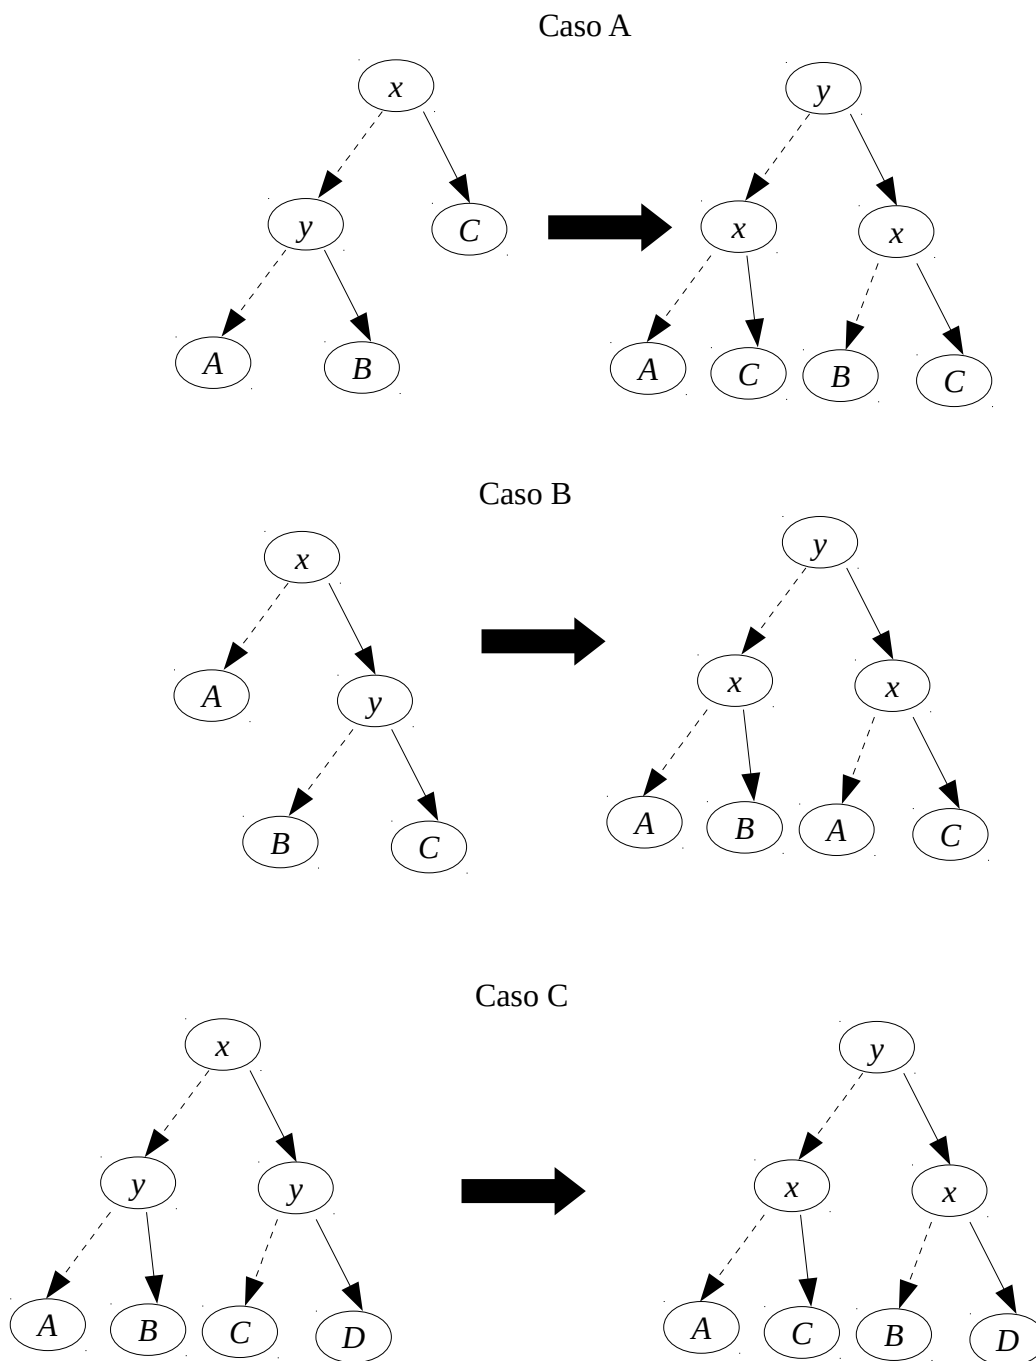 Caso A
x y
y C x x
A B A C B C
Caso B
x y
A y x x
B C A B A C
Caso C
x y
y y x x
A B C D A C B D